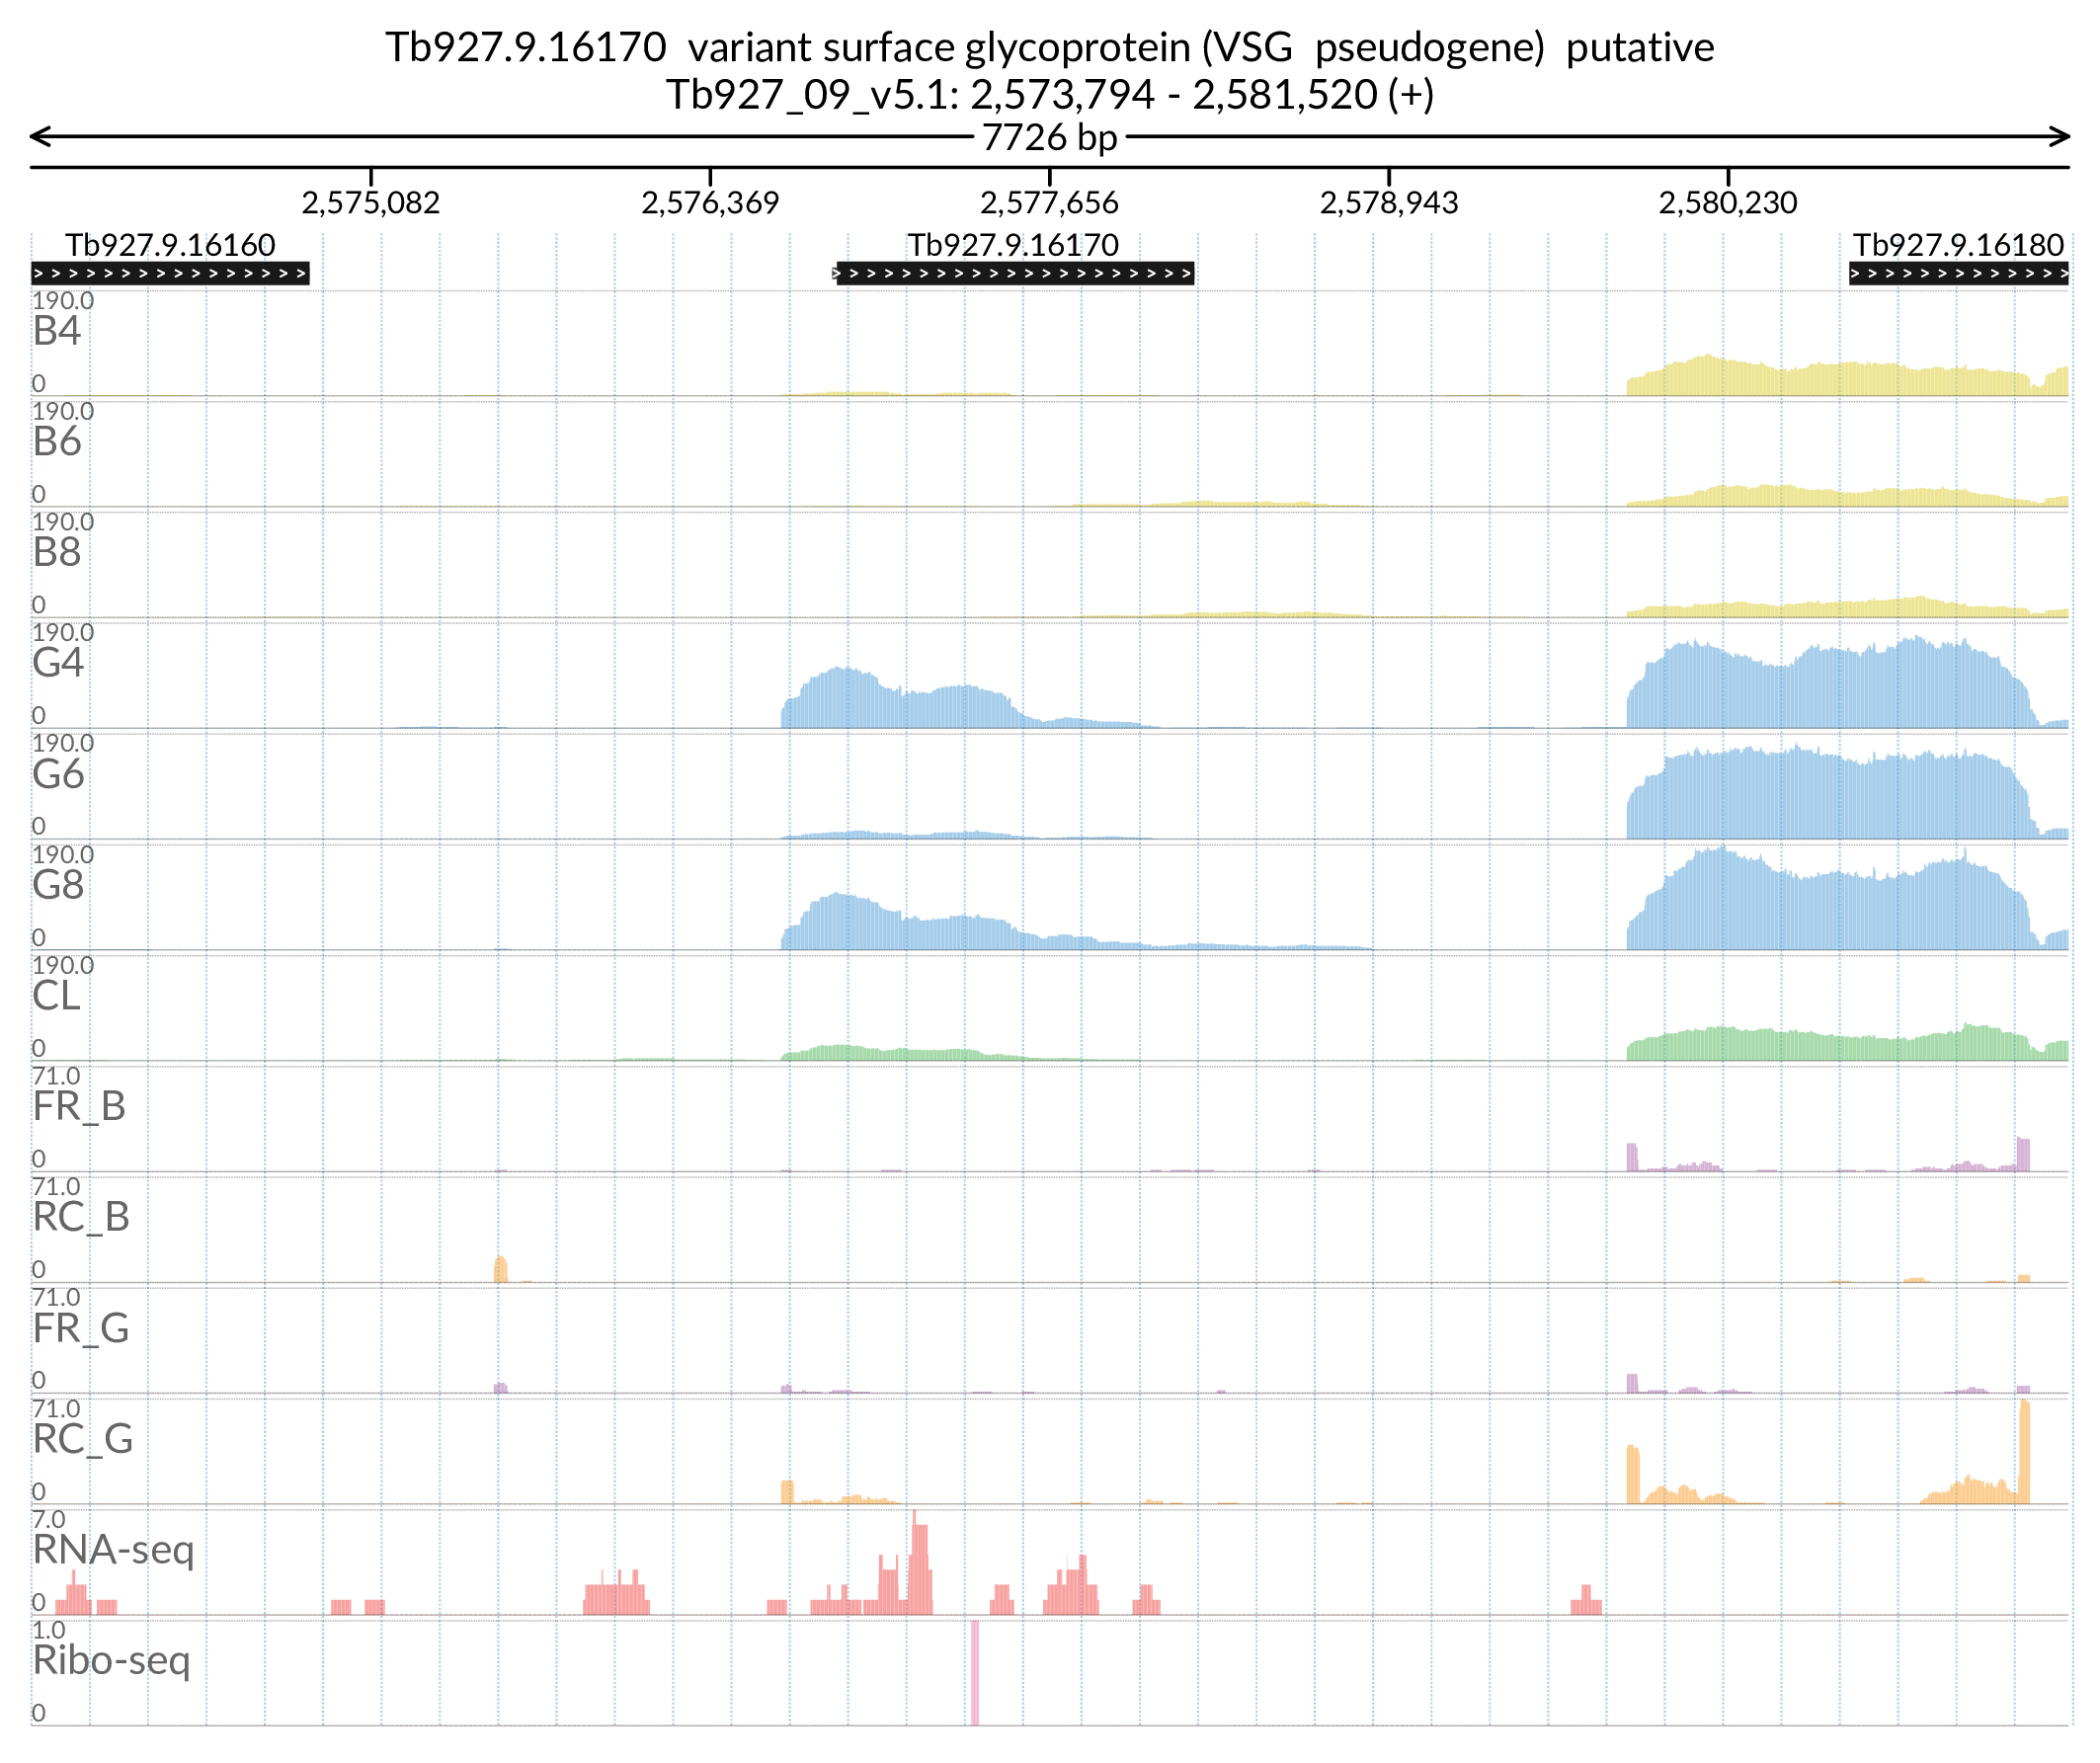 Tb927.9.16170  variant surface glycoprotein (VSG  pseudogene)  putative
Tb927_09_v5.1: 2,573,794 - 2,581,520 (+)
7726 bp
2,575,082 2,576,369 2,577,656 2,578,943 2,580,230
Tb927.9.16160 Tb927.9.16170 Tb927.9.16180
190.0
B4
0
190.0
B6
0
190.0
B8
0
190.0
G4
0
190.0
G6
0
190.0
G8
0
190.0
CL
0
71.0
FR_B
0
71.0
RC_B
0
71.0
FR_G
0
71.0
RC_G
0
7.0
RNA-seq
0
1.0
Ribo-seq
0